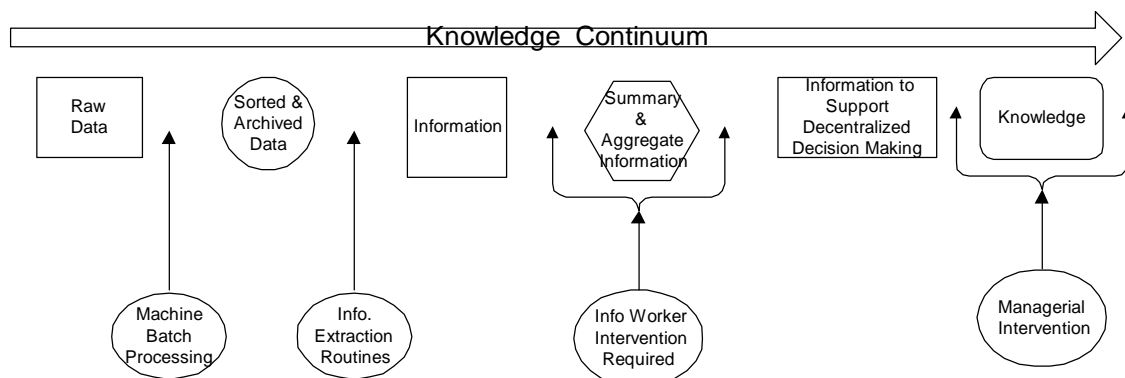 Knowledge Continuum
Raw
Data
Sorted &
Archived
Data
Information
Summary
&
Aggregate
Information
Information to
Support
Decentralized
Decision Making
Knowledge
Machine
Batch
Processing
Info.
Extraction
Routines
Info Worker
Intervention
Required
Managerial
Intervention